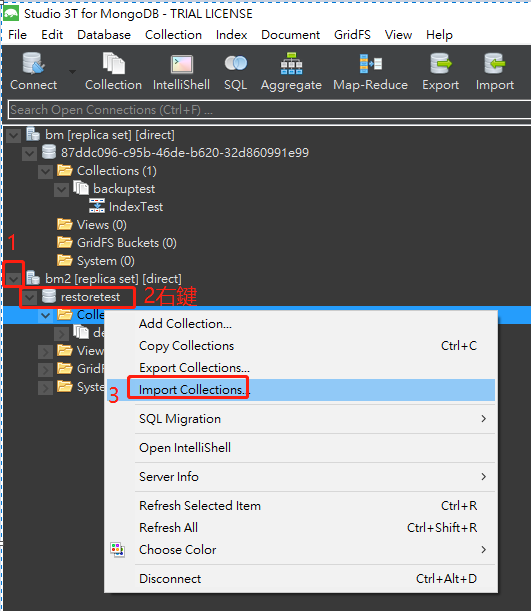 Studio 3T for MongoDB - TRIAL LICENSE
File Edit Database Collection Index Document GridFS View Help
Connect Collection IntelliShell SQL Aggregate Map-Reduce Export Import
Search Open Connections (Ctrl+F) ...
bm [replica set] [direct]
87ddc096-c95b-46de-b620-32d860991e99
Collections (1)
backuptest
IndexTest
Views (0)
GridFS Buckets (0)
System (0)
1
bm2 [replica set] [direct]
restoretest 2右鍵
Colle
de
View
GridF
Syste
Add Collection...
Copy Collections Ctrl+C
Export Collections...
3 Import Collections...
SQL Migration
Open IntelliShell
Server Info
Refresh Selected Item Ctrl+R
Refresh All Ctrl+Shift+R
Choose Color
Disconnect Ctrl+Alt+D